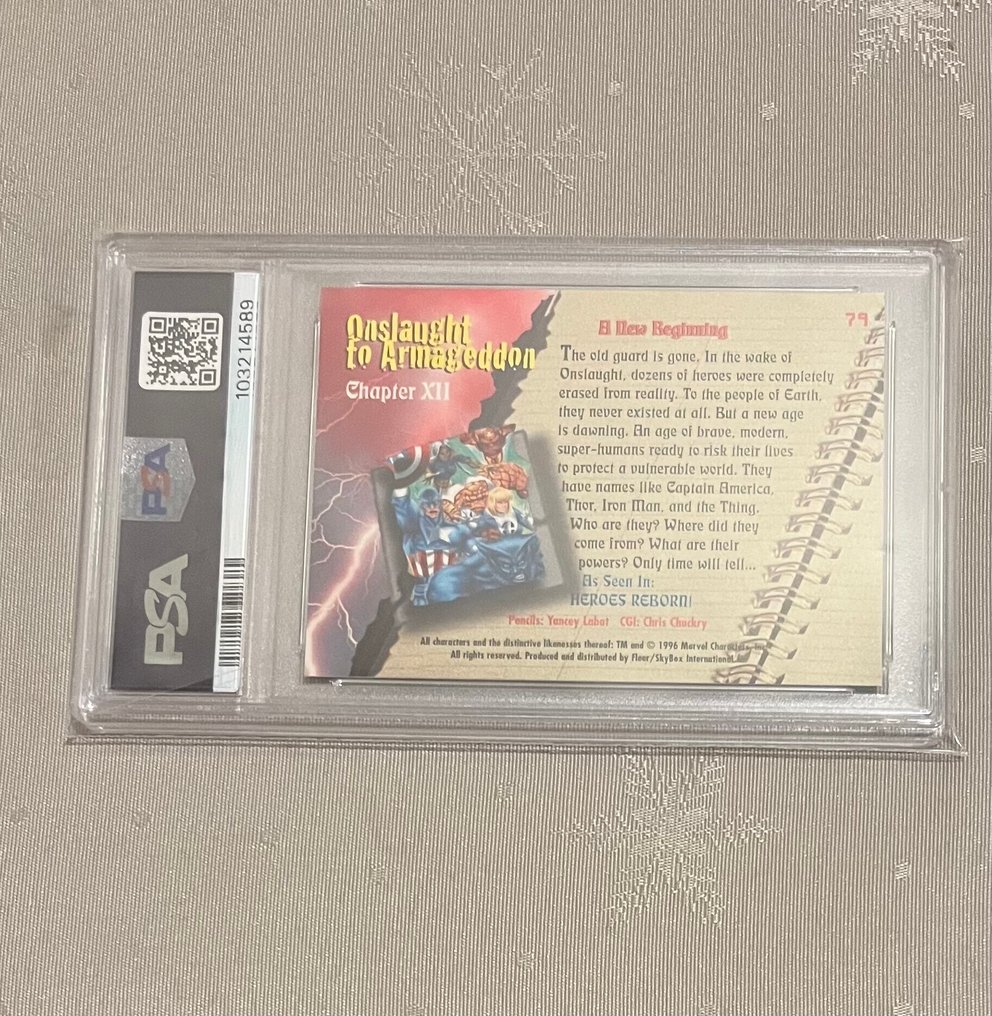 PSA
PSA
103214589
Onslaught
to Armageddon
Chapter XII
79
A New Beginning
The old guard is gone. In the wake of
Onslaught, dozens of heroes were completely
erased from reality. To the people of Earth,
they never existed at all. But a new age
is dawning. An age of brave, modern,
super-humans ready to risk their lives
to protect a vulnerable world. They
have names like Captain America,
Thor, Iron Man, and the Thing.
Who are they? Where did they
come from? What are their
powers? Only time will tell...
As Seen In:
HEROES REBORN!
Pencils: Yancey Labat CGI: Chris Chuckry
All characters and the distinctive likenesses thereof: TM and © 1996 Marvel Characters, Inc.
All rights reserved. Produced and distributed by Fleer/SkyBox International